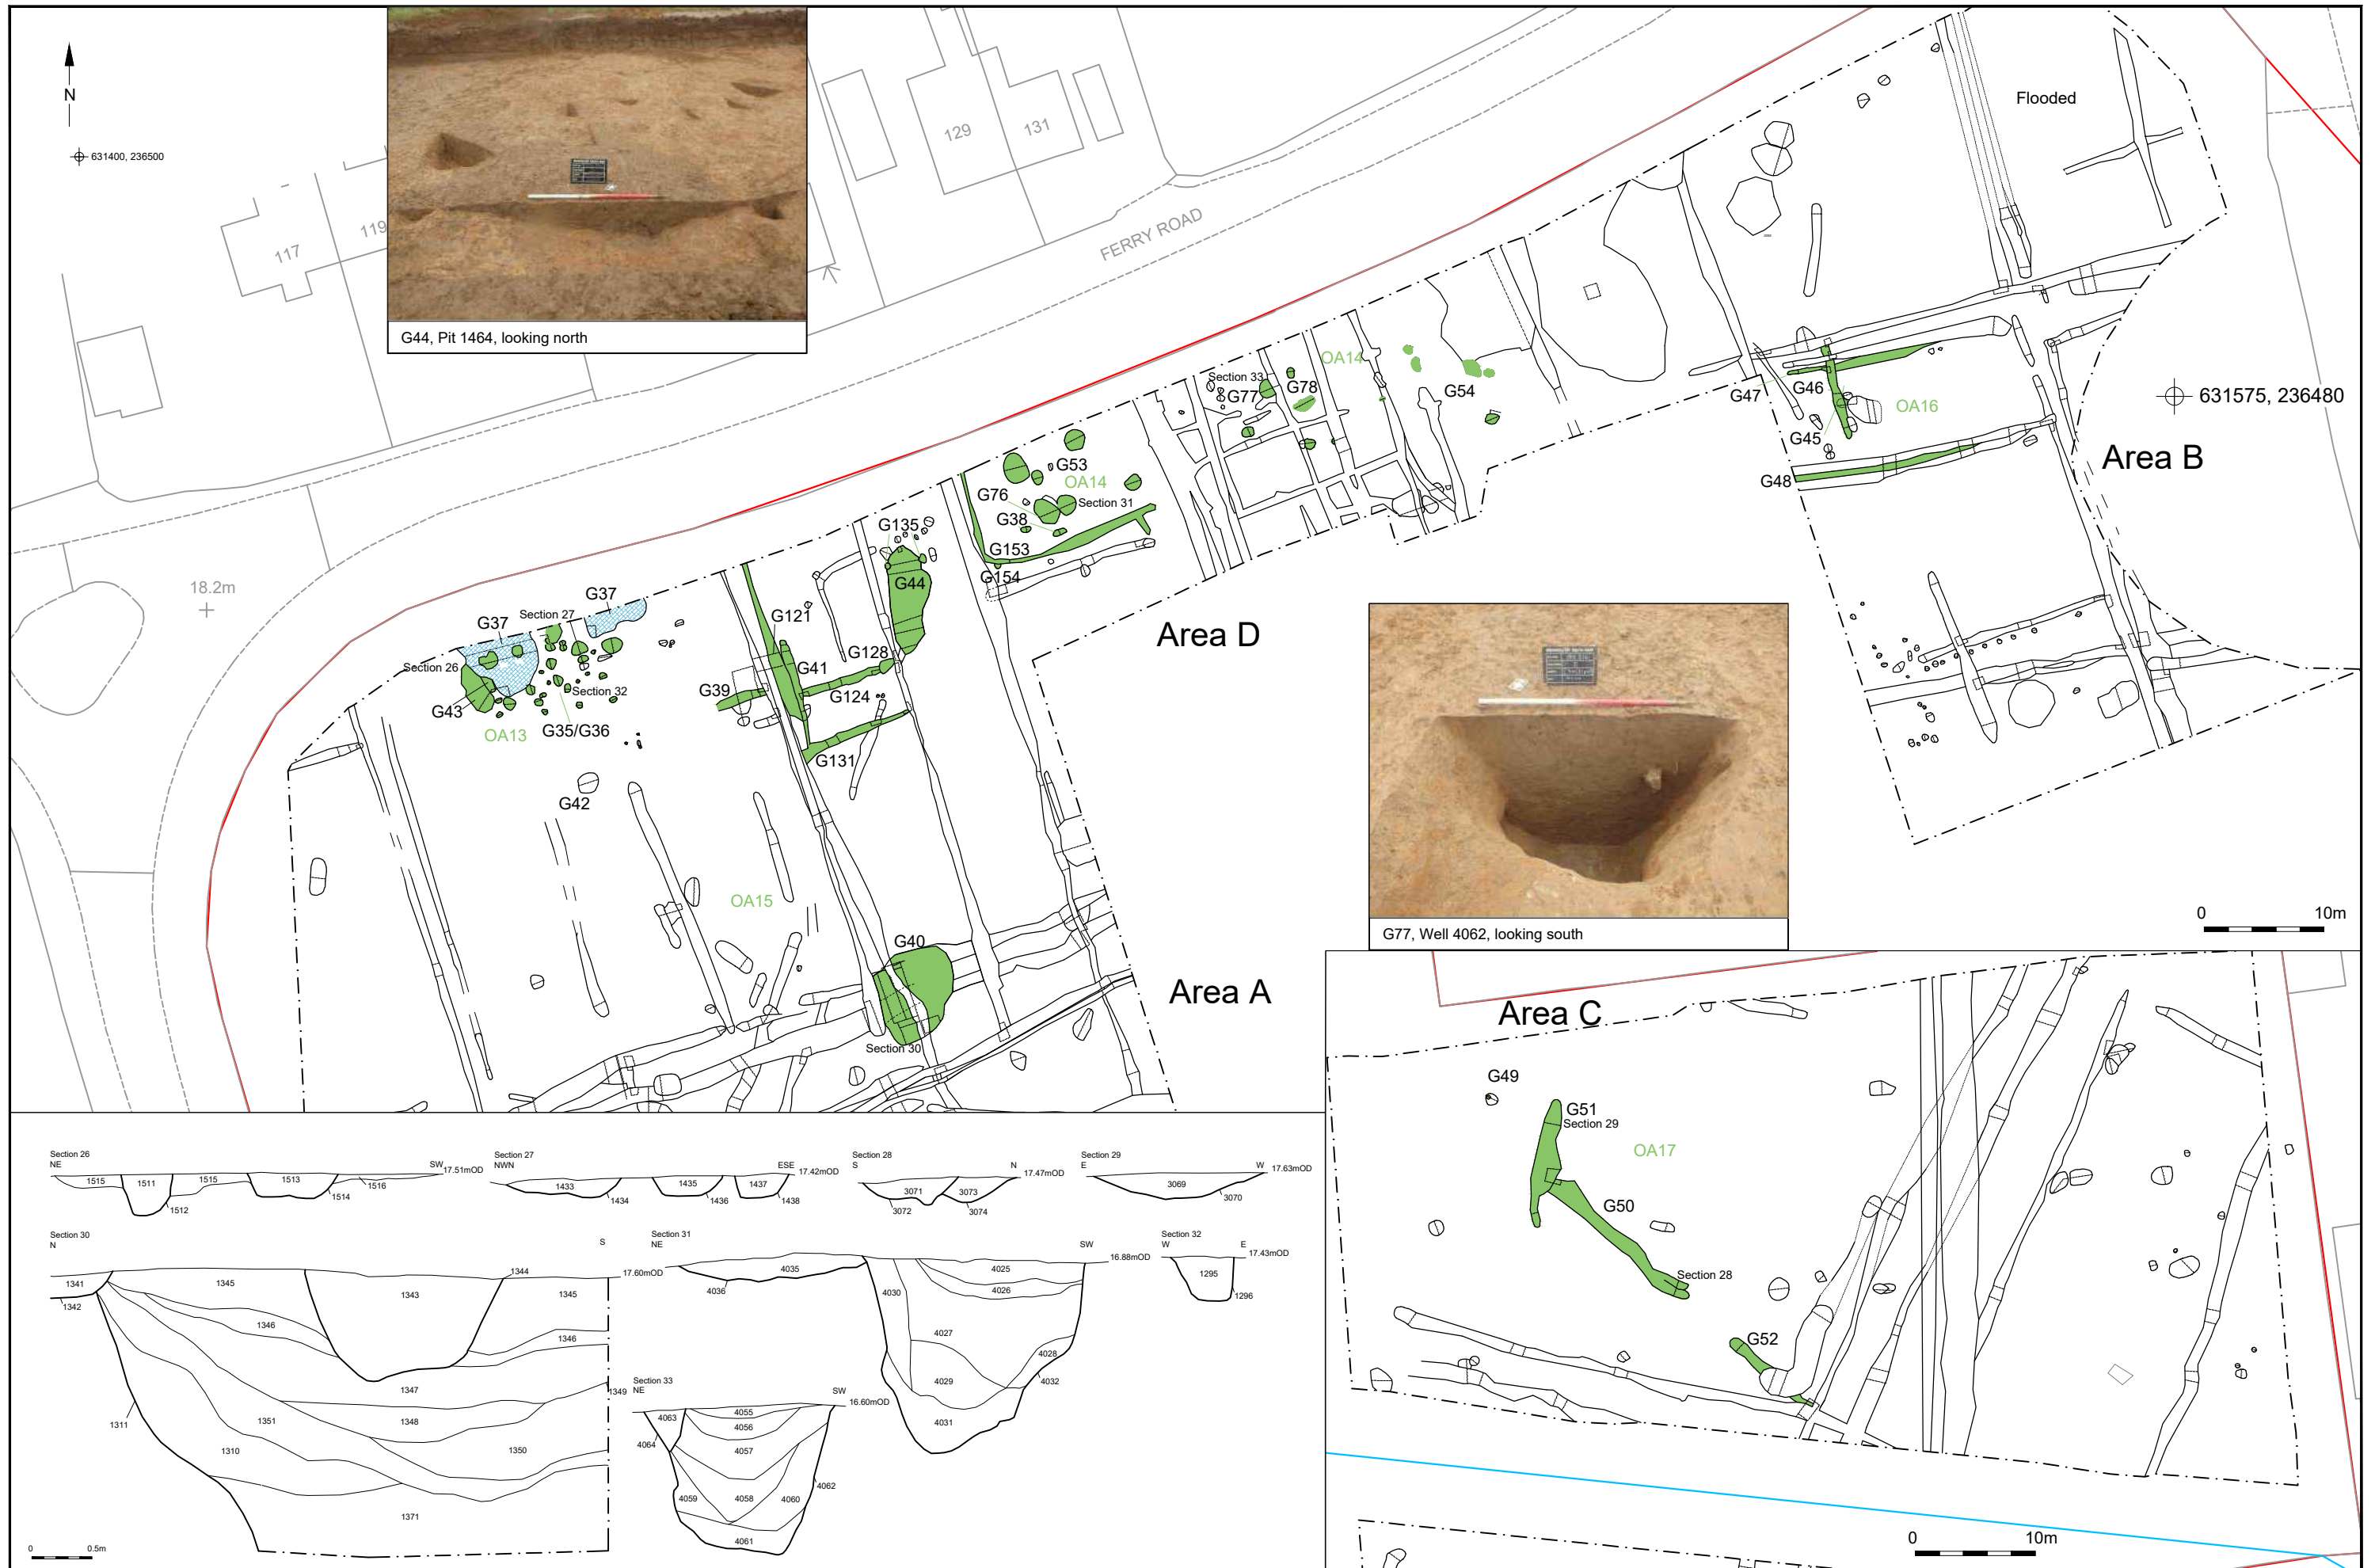 N
631400, 236500
117
119
129
131
FERRY ROAD
18.2m
G44, Pit 1464, looking north
Flooded
631575, 236480
Area B
G47
G46
G45
OA16
G48
Section 33
G77
G78
OA14
G54
G53
OA14
G76
Section 31
G38
G153
G154
Area D
G135
G44
G121
G128
G41
G124
G39
G131
G37
Section 27
G37
Section 26
G43
Section 32
OA13
G35/G36
G42
OA15
G40
Section 30
Area A
G77, Well 4062, looking south
0 10m
Area C
G49
G51
Section 29
OA17
G50
Section 28
G52
0 10m
Section 26
NE SW
17.51mOD
1515 1511 1515 1513 1516
1512 1514
Section 27
NWN ESE
17.42mOD
1433 1435 1437
1434 1436 1438
Section 28
S N
17.47mOD
3071 3073
3072 3074
Section 29
E W
17.63mOD
3069
3070
Section 30
N S
17.60mOD
1341 1345 1344
1342 1343 1345
1346 1346
1347
1349
1311 1351 1348
1310 1350
1371
Section 31
NE SW
16.88mOD
4035 4025
4036 4030 4026
4027
4028
4029 4032
4031
Section 32
W E
17.43mOD
1295
1296
Section 33
NE SW
16.60mOD
4063 4055
4056
4064 4057
4062
4059 4058 4060
4061
0 0.5m